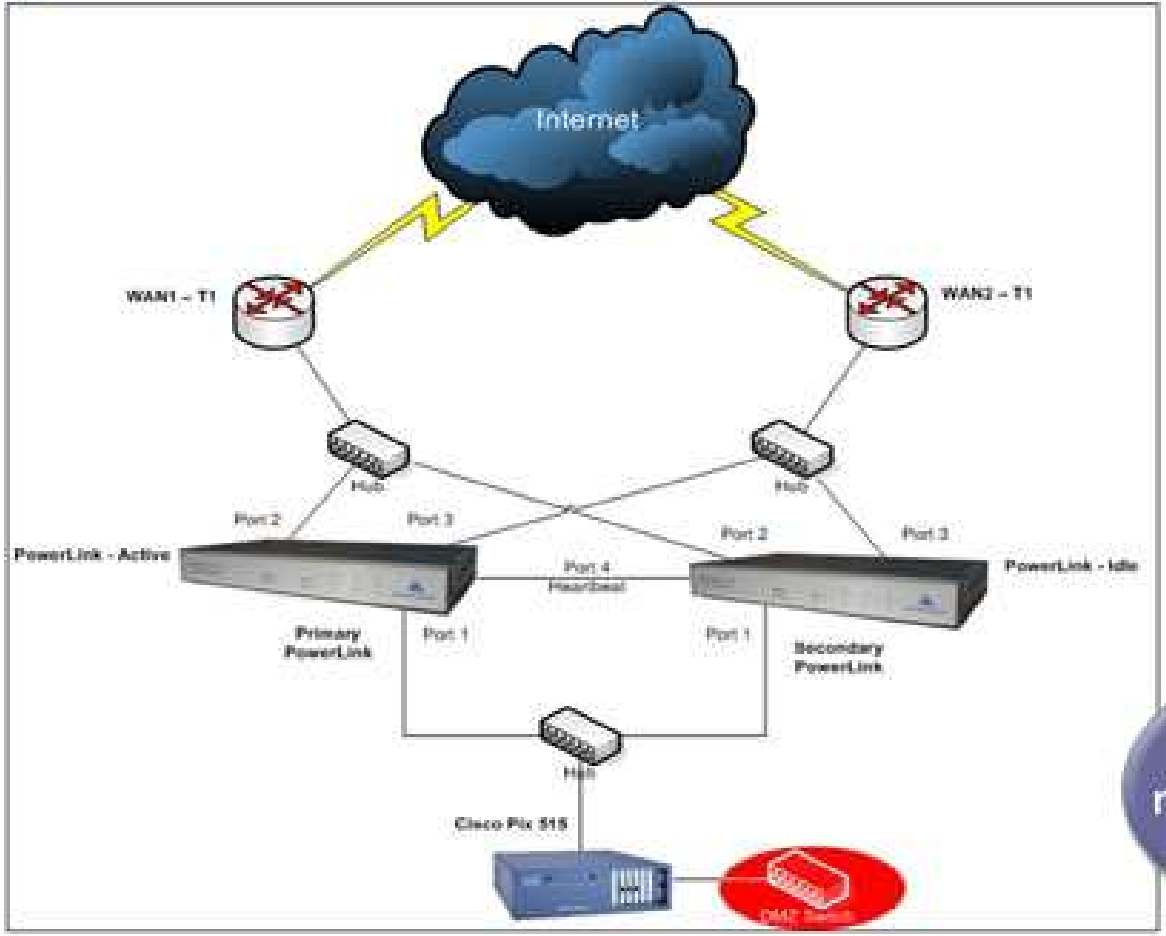 Internet
WAN1 – T1
WAN2 – T1
Hub
Hub
Port 2
Port 3
Port 2
Port 3
PowerLink - Active
Port 4
Heartbeat
PowerLink - Idle
Primary
PowerLink
Port 1
Port 1
Secondary
PowerLink
Hub
Cisco Pix 515
DMZ Switch